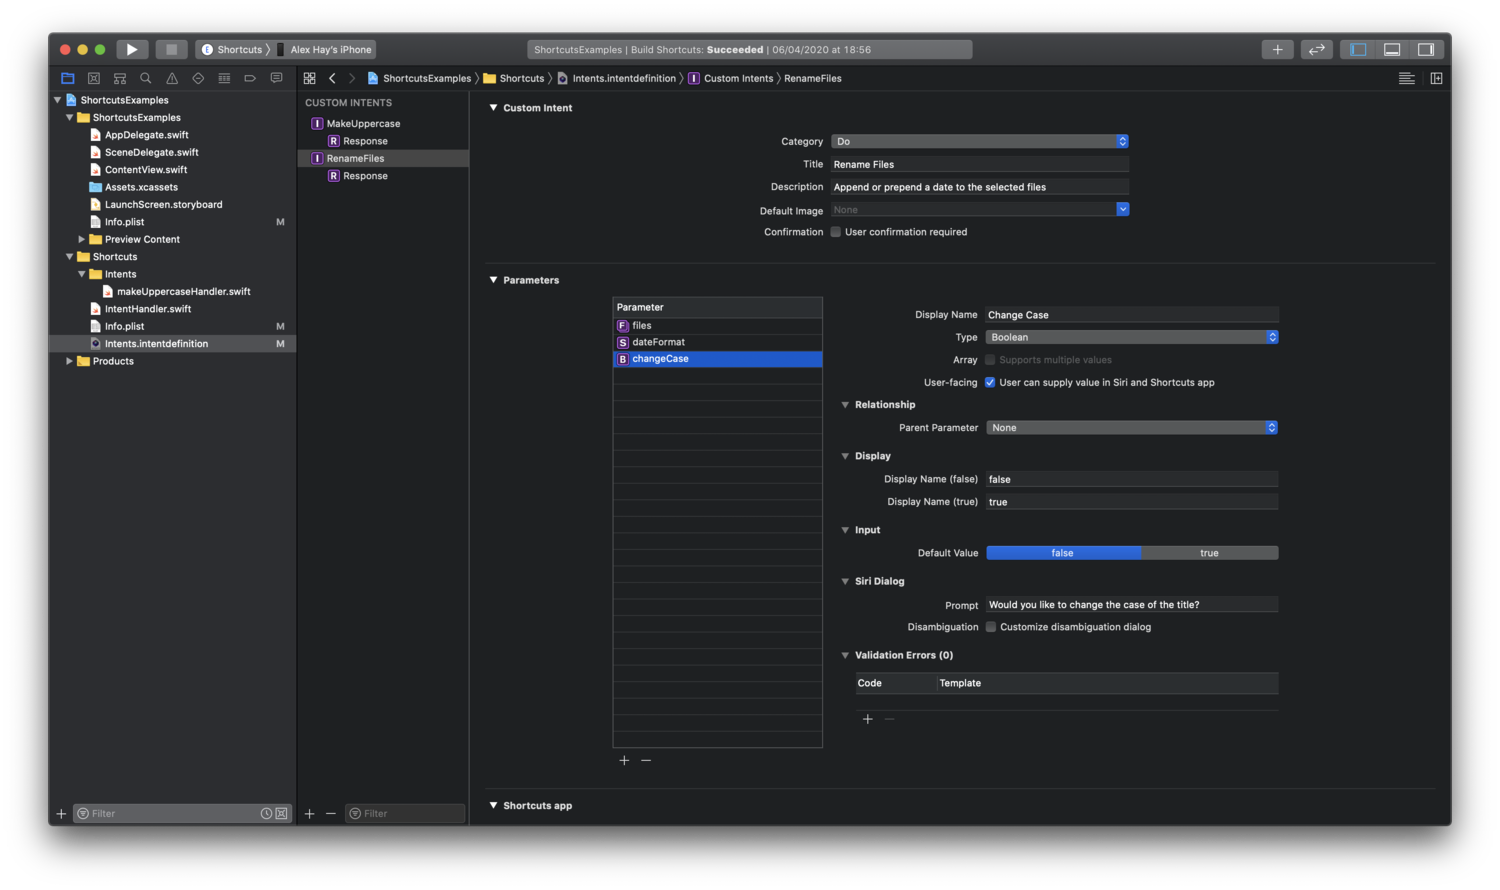 Shortcuts
Alex Hay's iPhone
ShortcutsExamples | Build Shortcuts: Succeeded | 06/04/2020 at 18:56
ShortcutsExamples
Shortcuts
Intents.intentdefinition
I
Custom Intents
RenameFiles
ShortcutsExamples
ShortcutsExamples
AppDelegate.swift
SceneDelegate.swift
ContentView.swift
Assets.xcassets
LaunchScreen.storyboard
Info.plist M
Preview Content
Shortcuts
Intents
makeUppercaseHandler.swift
IntentHandler.swift
Info.plist M
Intents.intentdefinition M
Products
Filter
CUSTOM INTENTS
I MakeUppercase
R Response
I RenameFiles
R Response
Filter
Custom Intent
Category Do
Title Rename Files
Description Append or prepend a date to the selected files
Default Image None
Confirmation User confirmation required
Parameters
Parameter
F files
S dateFormat
B changeCase
Display Name Change Case
Type Boolean
Array Supports multiple values
User-facing User can supply value in Siri and Shortcuts app
Relationship
Parent Parameter None
Display
Display Name (false) false
Display Name (true) true
Input
Default Value false true
Siri Dialog
Prompt Would you like to change the case of the title?
Disambiguation Customize disambiguation dialog
Validation Errors (0)
Code Template
Shortcuts app